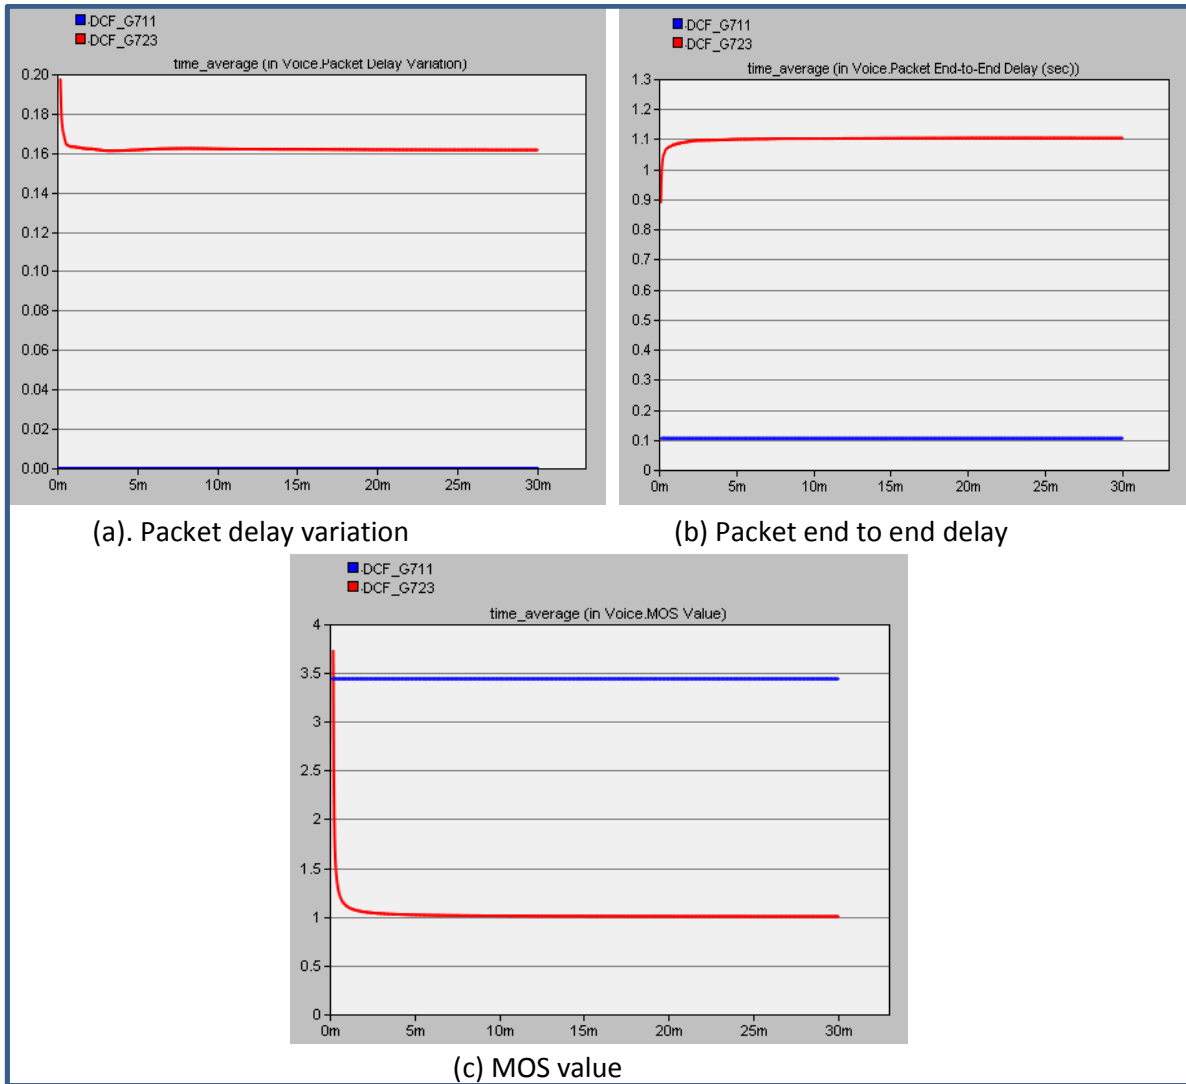 DCF_G711
DCF_G723
time_average (in Voice.Packet Delay Variation)
0.20
0.18
0.16
0.14
0.12
0.10
0.08
0.06
0.04
0.02
0.00
0m 5m 10m 15m 20m 25m 30m
(a). Packet delay variation
DCF_G711
DCF_G723
time_average (in Voice.Packet End-to-End Delay (sec))
1.3
1.2
1.1
1
0.9
0.8
0.7
0.6
0.5
0.4
0.3
0.2
0.1
0
0m 5m 10m 15m 20m 25m 30m
(b) Packet end to end delay
DCF_G711
DCF_G723
time_average (in Voice.MOS Value)
4
3.5
3
2.5
2
1.5
1
0.5
0
0m 5m 10m 15m 20m 25m 30m
(c) MOS value